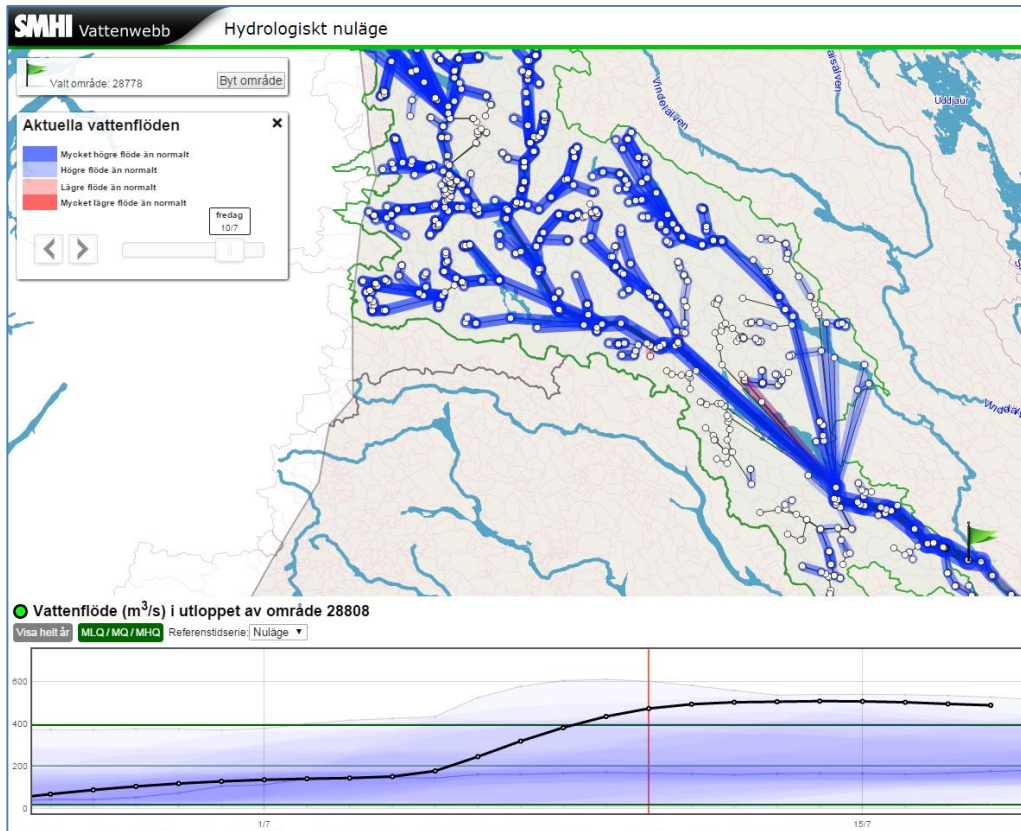 SMHI Vattenwebb Hydrologiskt nuläge
Valt område: 28778 Byt område
Aktuella vattenflöden ×
Mycket högre flöde än normalt
Högre flöde än normalt
Lägre flöde än normalt
Mycket lägre flöde än normalt
fredag
10/7
Vindelälven
Uddjaur
Vattenflöde (m³/s) i utloppet av område 28808
Visa helt år MLQ / MQ / MHQ Referenstidserie: Nuläge ▼
600
400
200
0
1/7 15/7